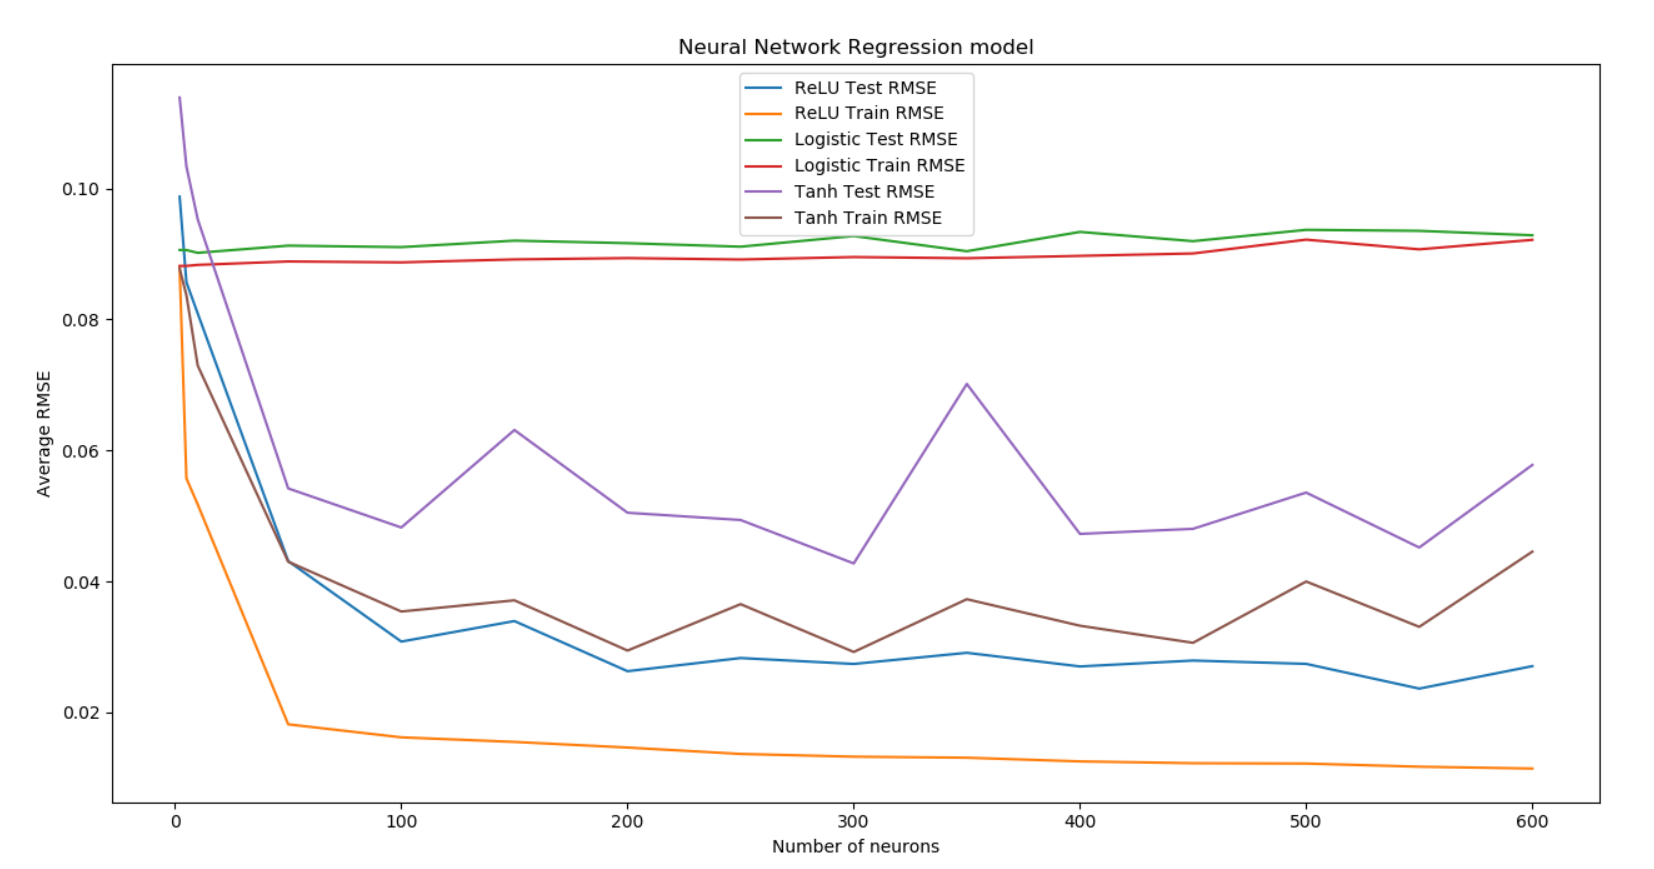 Neural Network Regression model
ReLU Test RMSE
ReLU Train RMSE
Logistic Test RMSE
Logistic Train RMSE
Tanh Test RMSE
Tanh Train RMSE
0.10
0.08
0.06
0.04
0.02
Average RMSE
0 100 200 300 400 500 600
Number of neurons